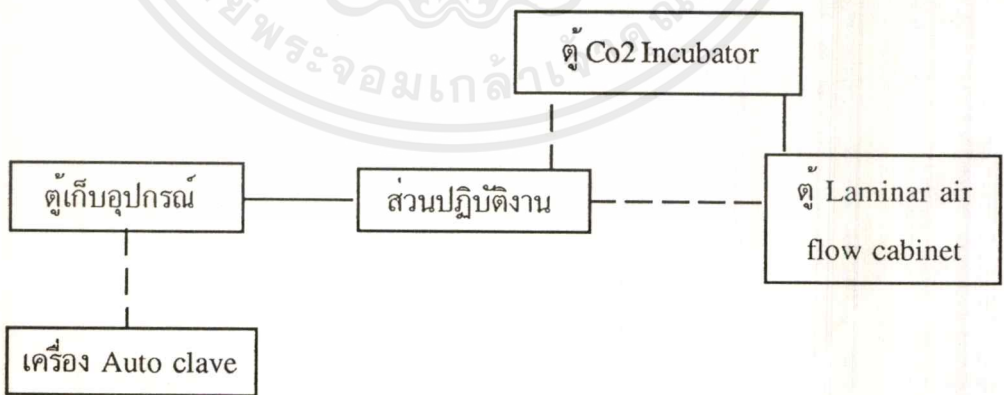 ตู้ Co2 Incubator
ตู้เก็บอุปกรณ์
ส่วนปฏิบัติงาน
ตู้ Laminar air
flow cabinet
เครื่อง Auto clave